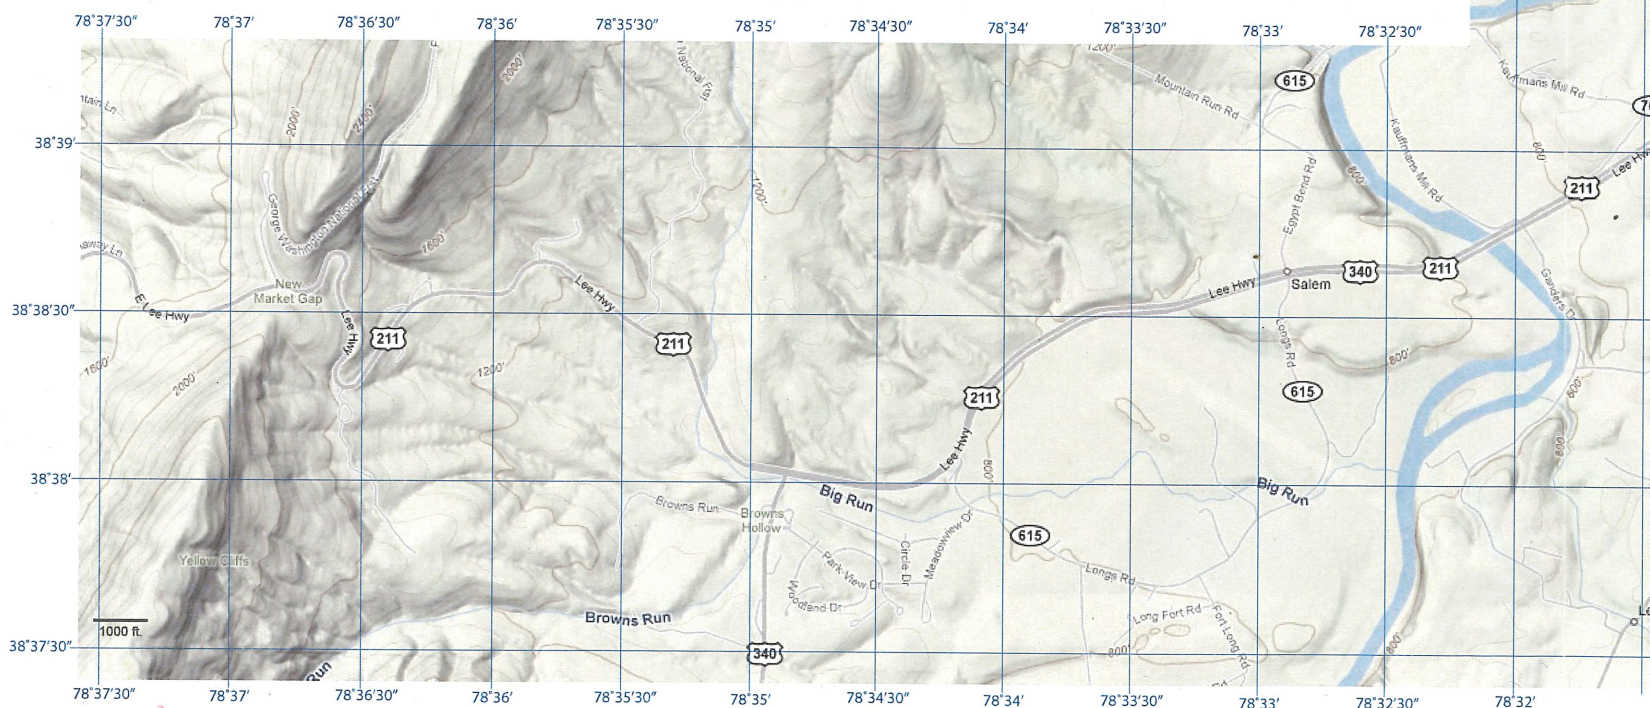 78°37'30" 78°37' 78°36'30" 78°36' 78°35'30" 78°35' 78°34'30" 78°34' 78°33'30" 78°33' 78°32'30"
1200'
2000'
National Frst
Mountain Run Rd
615
Kauffmans Mill Rd
2000'
2400'
38°39'
Kauffmans Mill Rd
800'
Lee Hwy
George Washington National Frst
1200'
Egypt Bend Rd
800'
211
1600'
New
Market Gap
E Lee Hwy
Lee Hwy
Lee Hwy
Salem
340
211
Ganders Dr
38°38'30"
Lee Hwy
211
211
Longs Rd
800'
1600'
2000'
1200'
211
615
800'
Lee Hwy
800'
800'
38°38'
Big Run
Big Run
Browns Run
Browns
Hollow
Meadowview Dr
615
Circle Dr
Yellow Cliffs
Park-View Dr
Longs Rd
Woodland Dr
Long Fort Rd
Fort Long Rd
Browns Run
1000 ft.
38°37'30"
340
800'
800'
Run
78°37'30" 78°37' 78°36'30" 78°36' 78°35'30" 78°35' 78°34'30" 78°34' 78°33'30" 78°33' 78°32'30" 78°32'